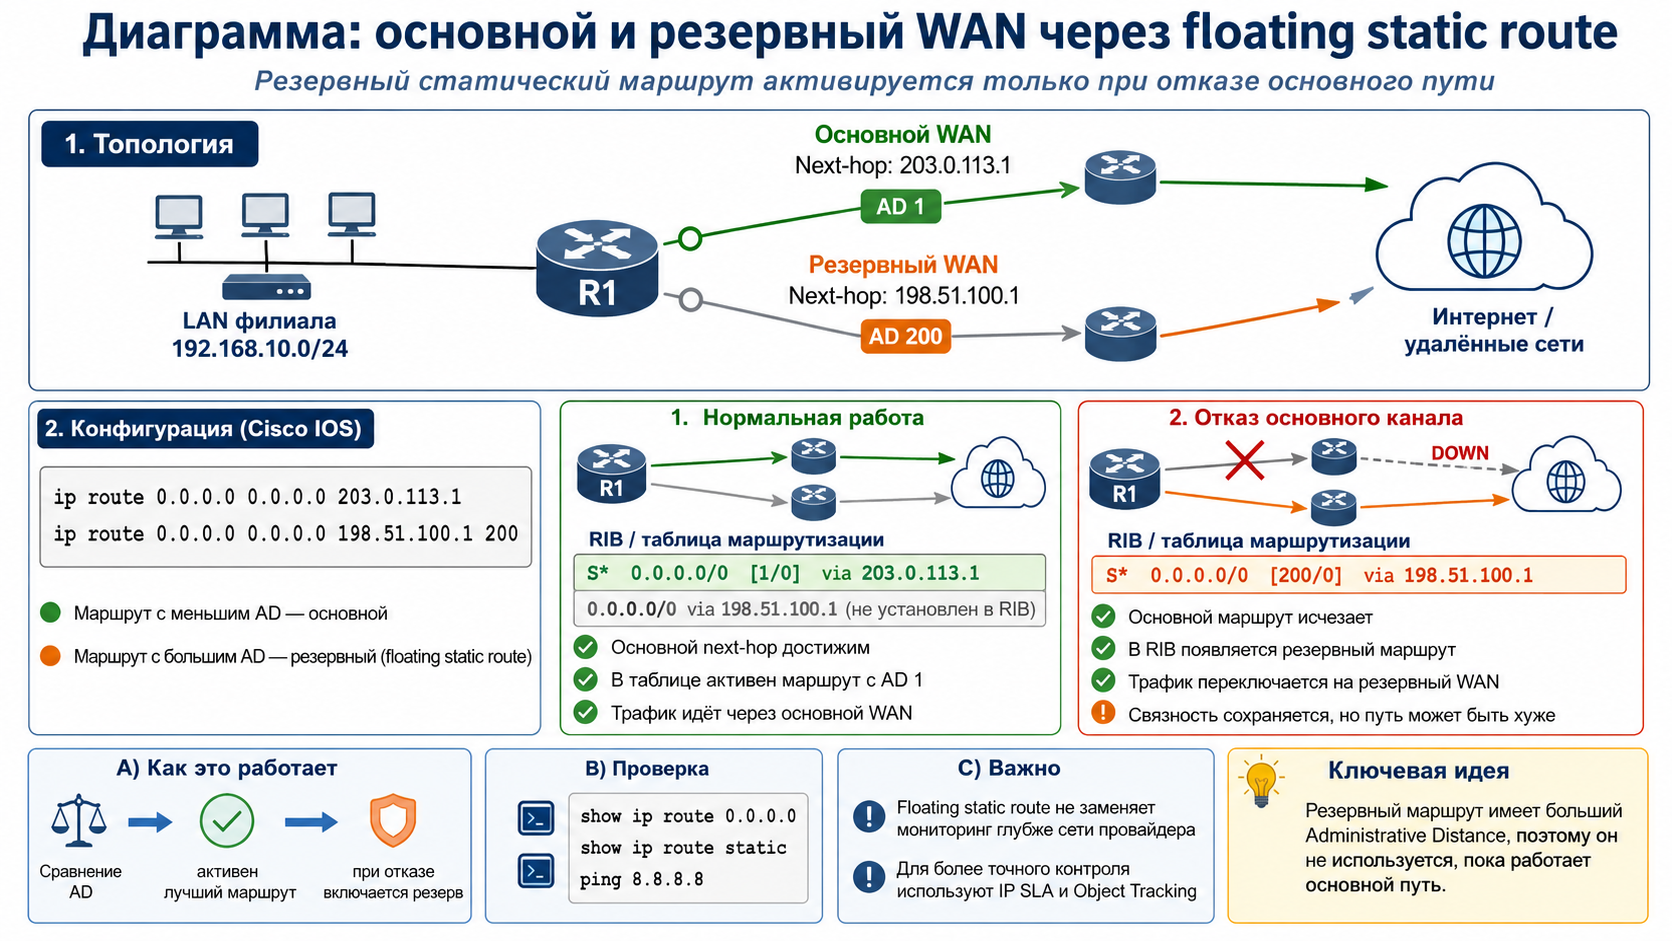 Диаграмма: основной и резервный WAN через floating static route
Резервный статический маршрут активируется только при отказе основного пути
1. Топология
Основной WAN
Next-hop: 203.0.113.1
AD 1
R1
Резервный WAN
Next-hop: 198.51.100.1
AD 200
LAN филиала
192.168.10.0/24
Интернет /
удалённые сети
2. Конфигурация (Cisco IOS)
ip route 0.0.0.0 0.0.0.0 203.0.113.1
ip route 0.0.0.0 0.0.0.0 198.51.100.1 200
Маршрут с меньшим AD — основной
Маршрут с большим AD — резервный (floating static route)
1. Нормальная работа
R1
RIB / таблица маршрутизации
S* 0.0.0.0/0 [1/0] via 203.0.113.1
0.0.0.0/0 via 198.51.100.1 (не установлен в RIB)
Основной next-hop достижим
В таблице активен маршрут с AD 1
Трафик идёт через основной WAN
2. Отказ основного канала
DOWN
R1
RIB / таблица маршрутизации
S* 0.0.0.0/0 [200/0] via 198.51.100.1
Основной маршрут исчезает
В RIB появляется резервный маршрут
Трафик переключается на резервный WAN
Связность сохраняется, но путь может быть хуже
A) Как это работает
Сравнение
AD
активен
лучший маршрут
при отказе
включается резерв
B) Проверка
show ip route 0.0.0.0
show ip route static
ping 8.8.8.8
C) Важно
Floating static route не заменяет
мониторинг глубже сети провайдера
Для более точного контроля
используют IP SLA и Object Tracking
Ключевая идея
Резервный маршрут имеет больший
Administrative Distance, поэтому он
не используется, пока работает
основной путь.